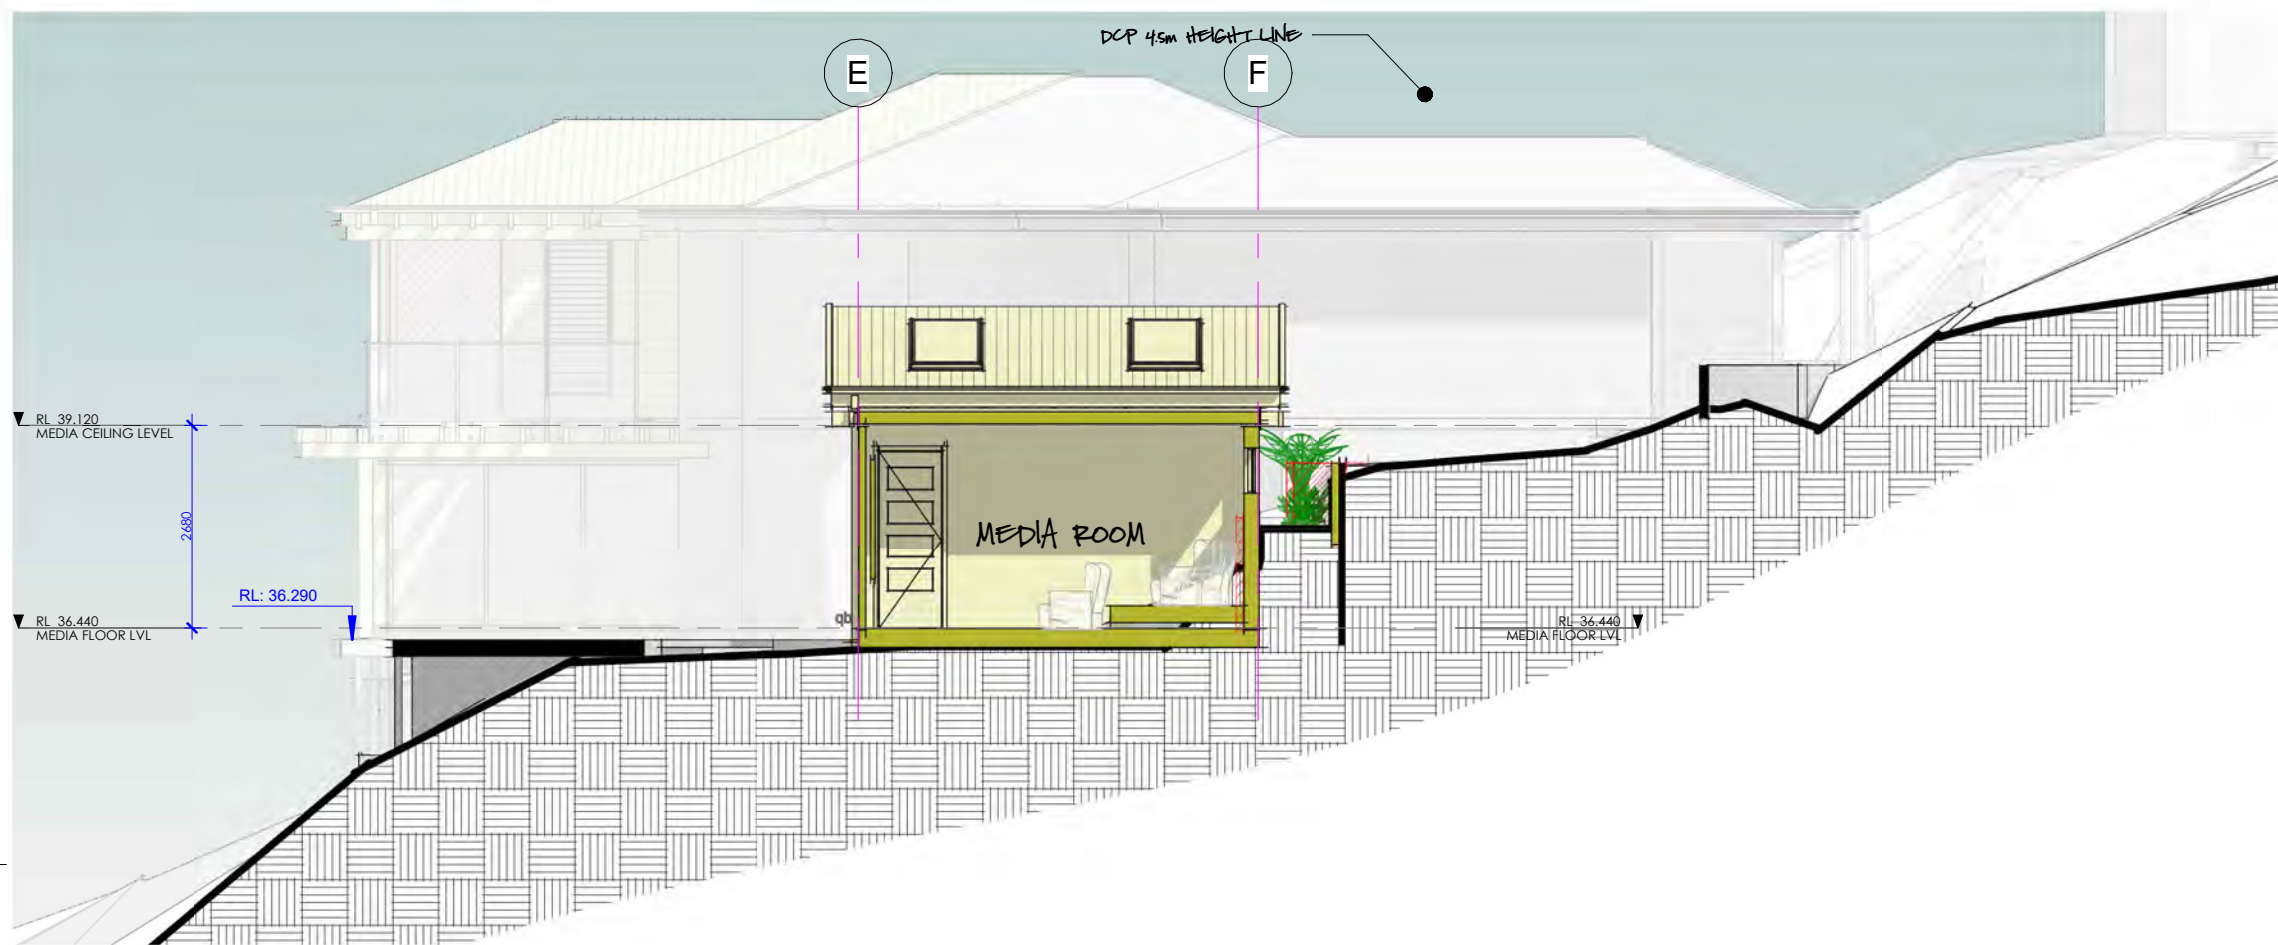 DCP 4.5m HEIGHT LINE
E
F
RL 39.120
MEDIA CEILING LEVEL
2680
MEDIA ROOM
RL: 36.290
qb
RL 36.440
MEDIA FLOOR LVL
RL 36.440
MEDIA FLOOR LVL